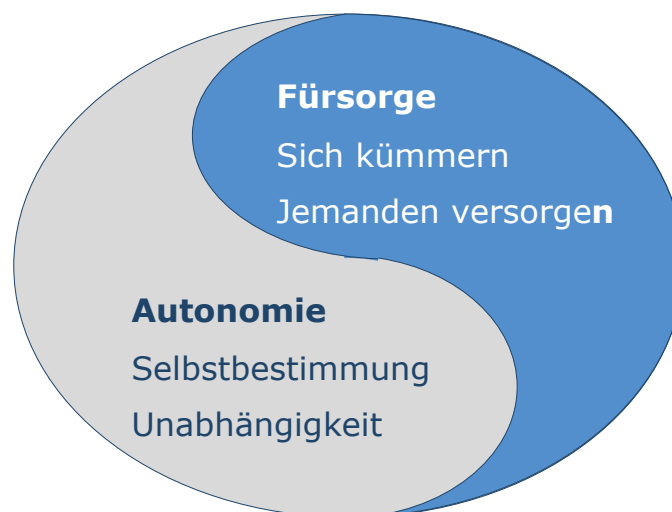 Fürsorge
Sich kümmern
Jemanden versorgen
Autonomie
Selbstbestimmung
Unabhängigkeit